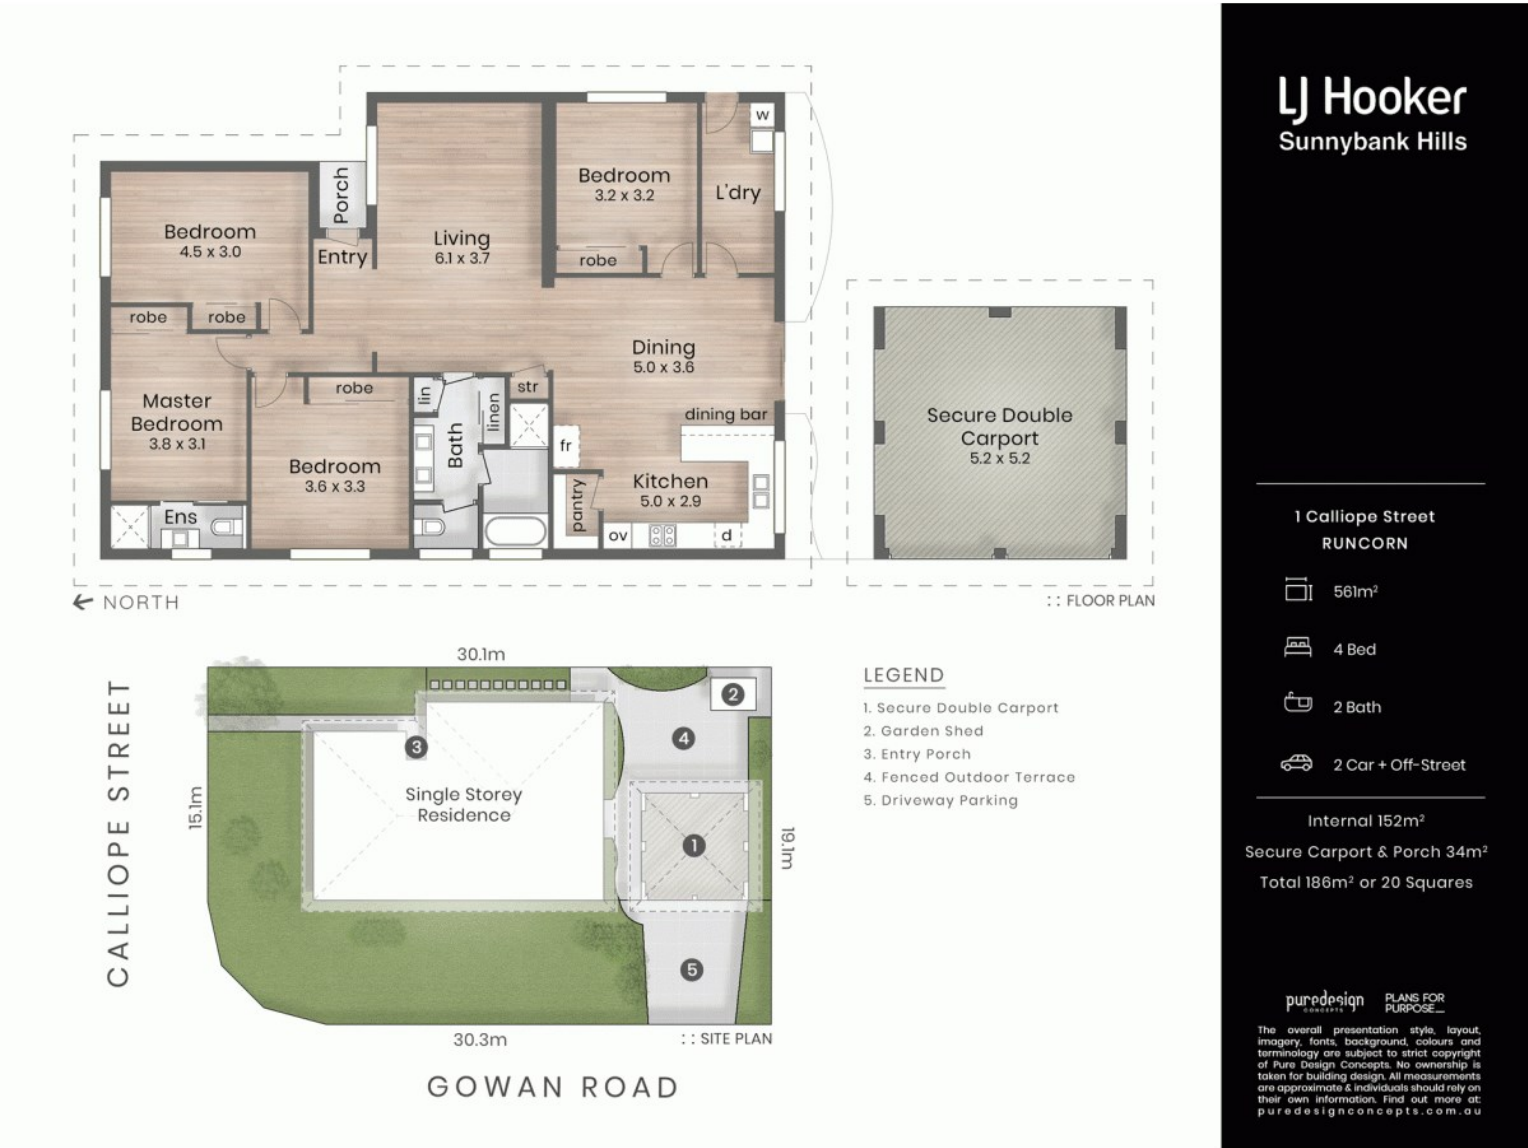 LJ Hooker
Sunnybank Hills
Porch
Bedroom
4.5 x 3.0
Entry
Living
6.1 x 3.7
Bedroom
3.2 x 3.2
robe
w
L'dry
robe
robe
Master
Bedroom
3.8 x 3.1
Ens
robe
Bedroom
3.6 x 3.3
lin
Bath
linen
str
Dining
5.0 x 3.6
dining bar
fr
Kitchen
5.0 x 2.9
pantry
ov
d
Secure Double
Carport
5.2 x 5.2
NORTH
:: FLOOR PLAN
CALLIOPE STREET
30.1m
15.1m
19.1m
30.3m
Single Storey
Residence
1
2
3
4
5
:: SITE PLAN
GOWAN ROAD
LEGEND
1. Secure Double Carport
2. Garden Shed
3. Entry Porch
4. Fenced Outdoor Terrace
5. Driveway Parking
1 Calliope Street
RUNCORN
561m²
4 Bed
2 Bath
2 Car + Off-Street
Internal 152m²
Secure Carport & Porch 34m²
Total 186m² or 20 Squares
puredesign
CONCEPTS
PLANS FOR
PURPOSE_
The overall presentation style, layout,
imagery, fonts, background, colours and
terminology are subject to strict copyright
of Pure Design Concepts. No ownership is
taken for building design. All measurements
are approximate & individuals should rely on
their own information. Find out more at:
puredesignconcepts.com.au